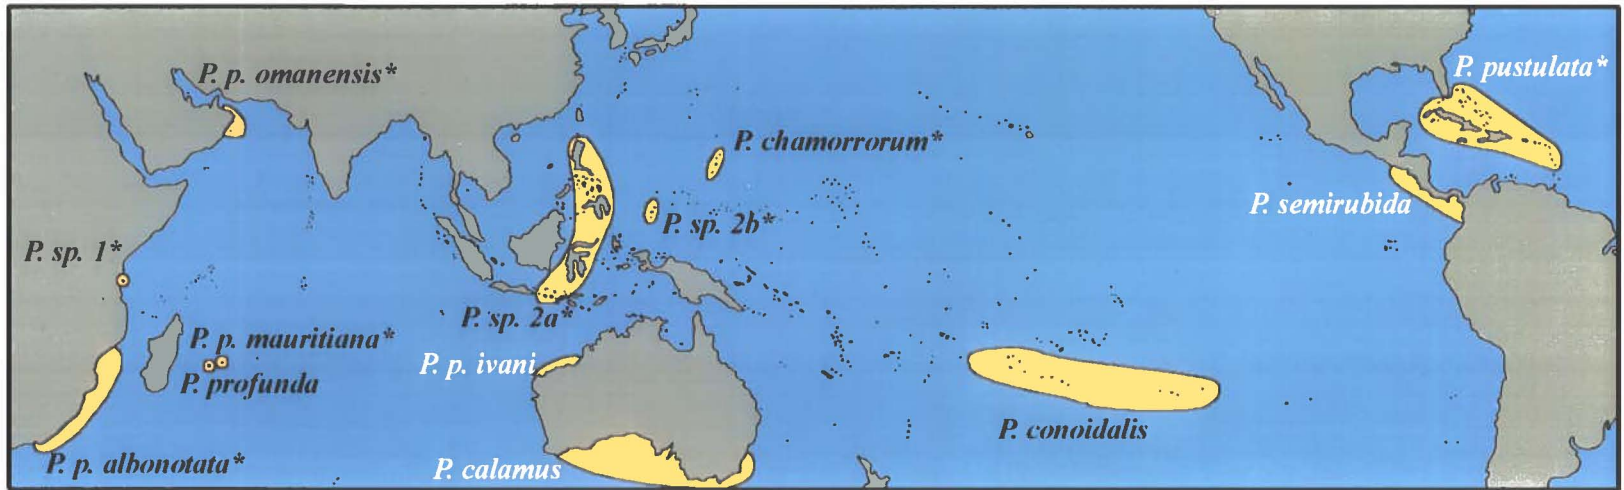 P. p. omanensis*
P. pustulata*
P. chamorrorum*
P. semirubida
P. sp. 2b*
P. sp. 1*
P. sp. 2a*
P. p. mauritiana*
P. p. ivani
P. profunda
P. conoidalis
P. p. albonotata*
P. calamus